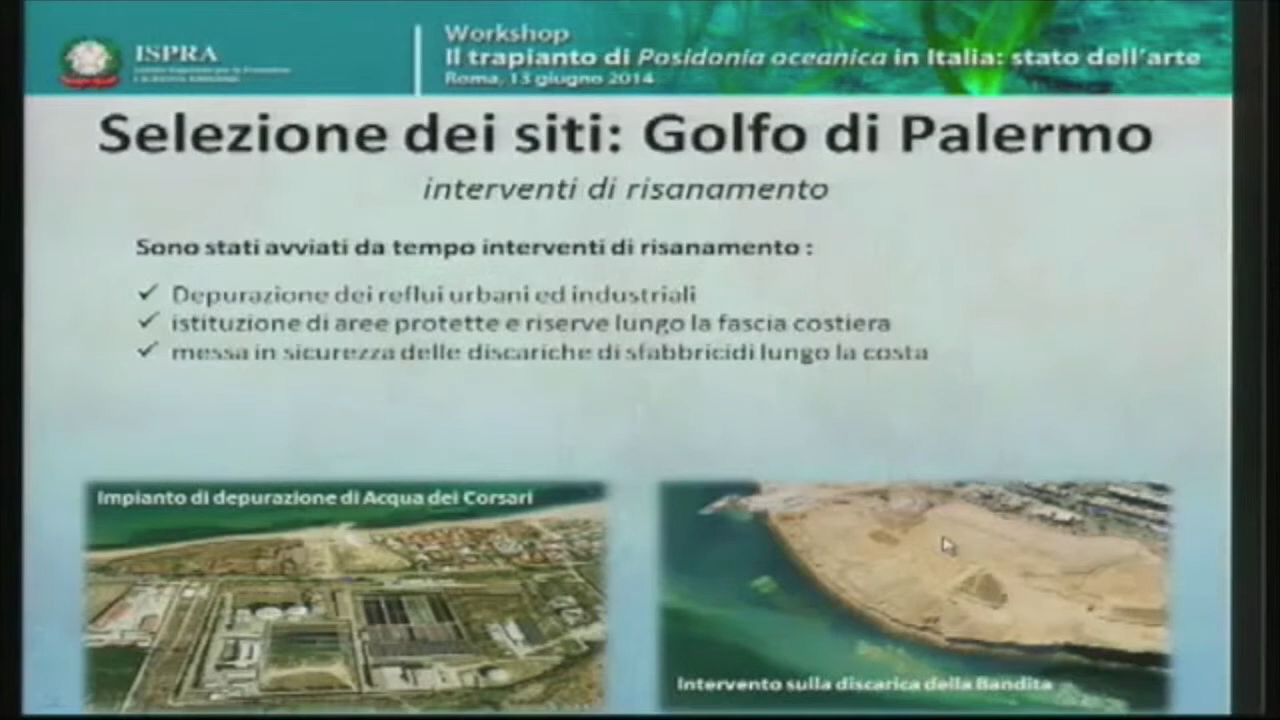 ISPRA
Workshop
Il trapianto di Posidonia oceanica in Italia: stato dell'arte
Roma, 13 giugno 2014
Selezione dei siti: Golfo di Palermo
interventi di risanamento
Sono stati avviati da tempo interventi di risanamento :
✓ Depurazione dei reflui urbani ed industriali
✓ istituzione di aree protette e riserve lungo la fascia costiera
✓ messa in sicurezza delle discariche di sfabbricidi lungo la costa
Impianto di depurazione di Acqua dei Corsari
Intervento sulla discarica della Bandita